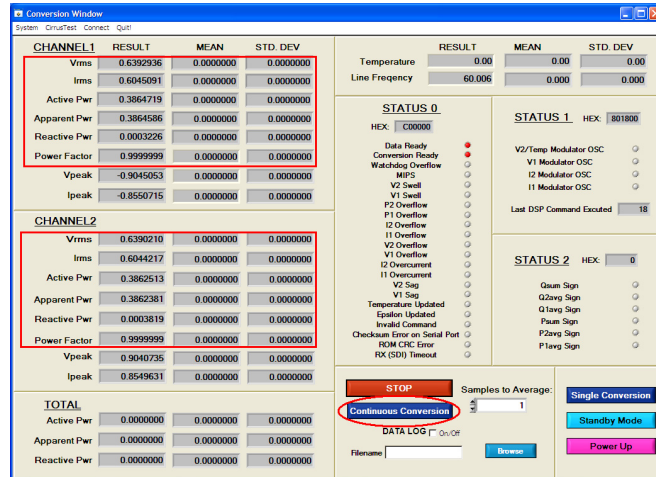 Conversion Window
System CirrusTest Connect Quit!
CHANNEL1 RESULT MEAN STD. DEV
Vrms 0.6392936 0.0000000 0.0000000
Irms 0.6045091 0.0000000 0.0000000
Active Pwr 0.3864719 0.0000000 0.0000000
Apparent Pwr 0.3864586 0.0000000 0.0000000
Reactive Pwr 0.0003226 0.0000000 0.0000000
Power Factor 0.9999999 0.0000000 0.0000000
Vpeak -0.9045053 0.0000000 0.0000000
Ipeak -0.8550715 0.0000000 0.0000000
CHANNEL2
Vrms 0.6390210 0.0000000 0.0000000
Irms 0.6044217 0.0000000 0.0000000
Active Pwr 0.3862513 0.0000000 0.0000000
Apparent Pwr 0.3862381 0.0000000 0.0000000
Reactive Pwr 0.0003819 0.0000000 0.0000000
Power Factor 0.9999999 0.0000000 0.0000000
Vpeak 0.9040735 0.0000000 0.0000000
Ipeak 0.8549631 0.0000000 0.0000000
TOTAL
Active Pwr 0.0000000 0.0000000 0.0000000
Apparent Pwr 0.0000000 0.0000000 0.0000000
Reactive Pwr 0.0000000 0.0000000 0.0000000
RESULT MEAN STD. DEV
Temperature 0.00 0.00 0.00
Line Freqency 60.006 0.000 0.000
STATUS 0
HEX: C00000
Data Ready
Conversion Ready
Watchdog Overflow
MIPS
V2 Swell
V1 Swell
P2 Overflow
P1 Overflow
I2 Overflow
I1 Overflow
V2 Overflow
V1 Overflow
I2 Overcurrent
I1 Overcurrent
V2 Sag
V1 Sag
Temperature Updated
Epsilon Updated
Invalid Command
Checksum Error on Serial Port
ROM CRC Error
RX (SDI) Timeout
STATUS 1 HEX: 801800
V2/Temp Modulator OSC
V1 Modulator OSC
I2 Modulator OSC
I1 Modulator OSC
Last DSP Command Excuted 18
STATUS 2 HEX: 0
Qsum Sign
Q2avg Sign
Q1avg Sign
Psum Sign
P2avg Sign
P1avg Sign
STOP
Continuous Conversion
Samples to Average:
1
DATA LOG On/Off
Filename Browse
Single Conversion
Standby Mode
Power Up